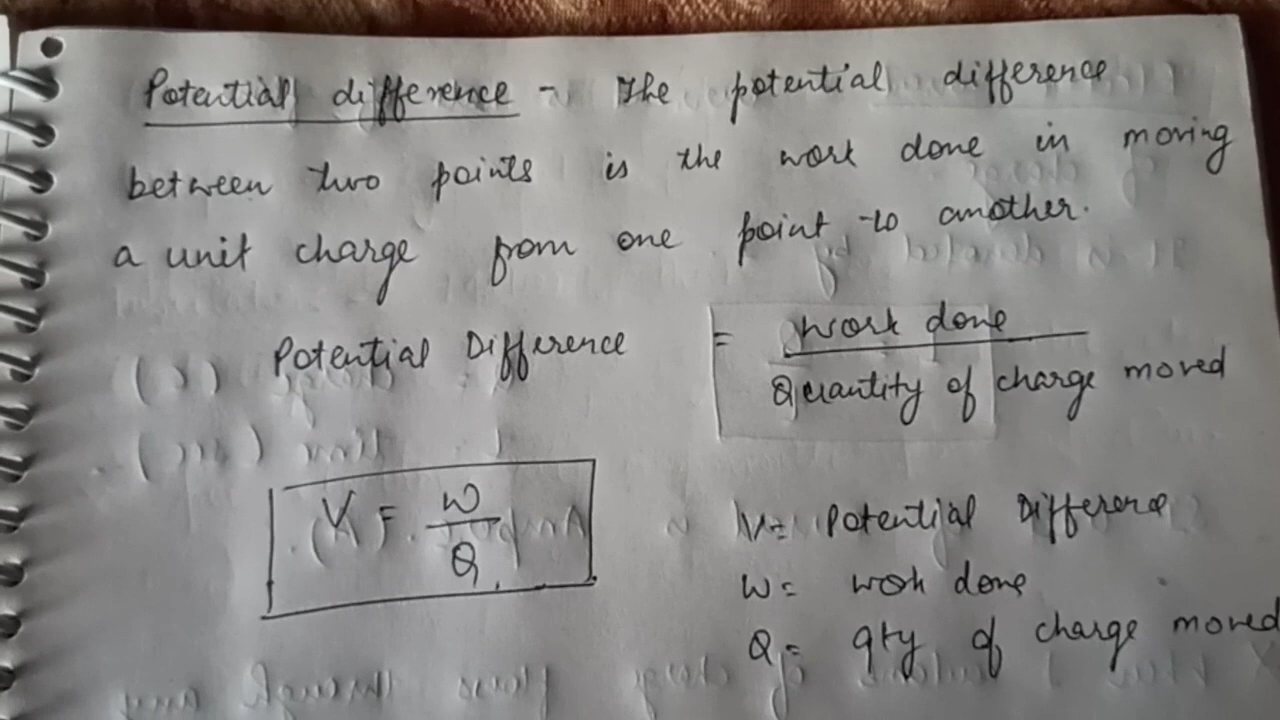 Potential difference - The potential difference
between two points is the work done in moving
a unit charge from one point to another.
Potential Difference = Work done
Quantity of charge moved
V = W
Q
V = Potential Difference
W = work done
Q = qty of charge moved